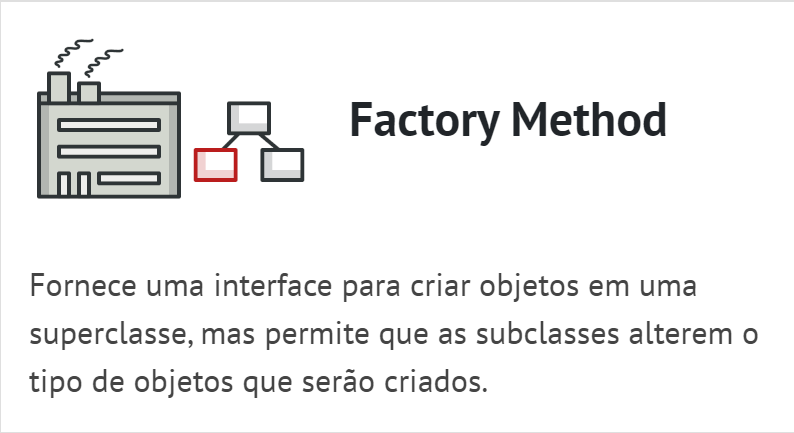 Factory Method
Fornece uma interface para criar objetos em uma
superclasse, mas permite que as subclasses alterem o
tipo de objetos que serão criados.